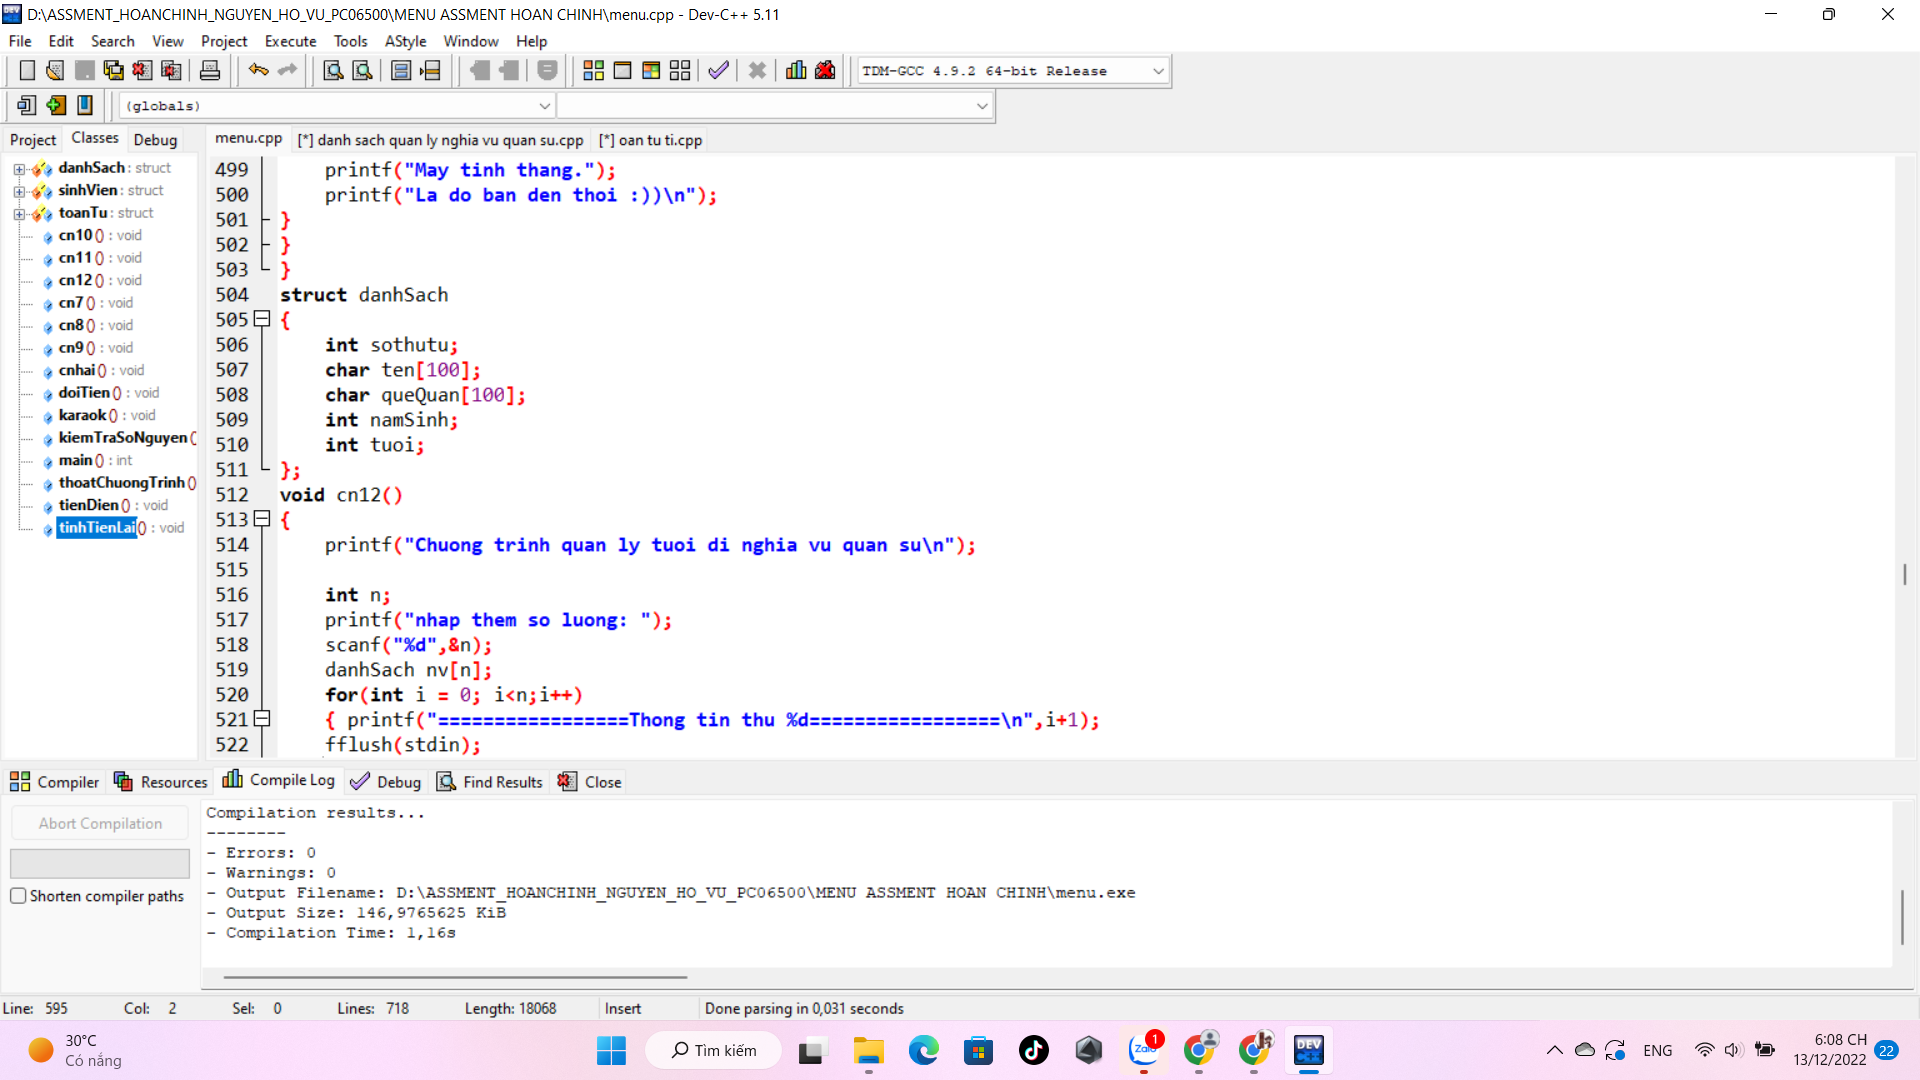 D:\ASSMENT_HOANCHINH_NGUYEN_HO_VU_PC06500\MENU ASSMENT HOAN CHINH\menu.cpp - Dev-C++ 5.11
File Edit Search View Project Execute Tools AStyle Window Help
TDM-GCC 4.9.2 64-bit Release
(globals)
Project Classes Debug
menu.cpp [*] danh sach quan ly nghia vu quan su.cpp [*] oan tu ti.cpp
danhSach : struct
sinhVien : struct
toanTu : struct
cn10 () : void
cn11 () : void
cn12 () : void
cn7 () : void
cn8 () : void
cn9 () : void
cnhai () : void
doiTien () : void
karaok () : void
kiemTraSoNguyen (
main () : int
thoatChuongTrinh ()
tienDien () : void
tinhTienLai () : void
499 printf("May tinh thang.");
500 printf("La do ban den thoi :))\n");
501 }
502 }
503 }
504 struct danhSach
505 {
506 int sothutu;
507 char ten[100];
508 char queQuan[100];
509 int namSinh;
510 int tuoi;
511 };
512 void cn12()
513 {
514 printf("Chuong trinh quan ly tuoi di nghia vu quan su\n");
515
516 int n;
517 printf("nhap them so luong: ");
518 scanf("%d",&n);
519 danhSach nv[n];
520 for(int i = 0; i<n;i++)
521 { printf("=================Thong tin thu %d=================\n",i+1);
522 fflush(stdin);
Compiler Resources Compile Log Debug Find Results Close
Abort Compilation
Shorten compiler paths
Compilation results...
--------
- Errors: 0
- Warnings: 0
- Output Filename: D:\ASSMENT_HOANCHINH_NGUYEN_HO_VU_PC06500\MENU ASSMENT HOAN CHINH\menu.exe
- Output Size: 146,9765625 KiB
- Compilation Time: 1,16s
Line: 595 Col: 2 Sel: 0 Lines: 718 Length: 18068 Insert Done parsing in 0,031 seconds
30°C
Có nắng
Tìm kiếm
Zalo
1
DEV
C++
ENG
6:08 CH
13/12/2022
22